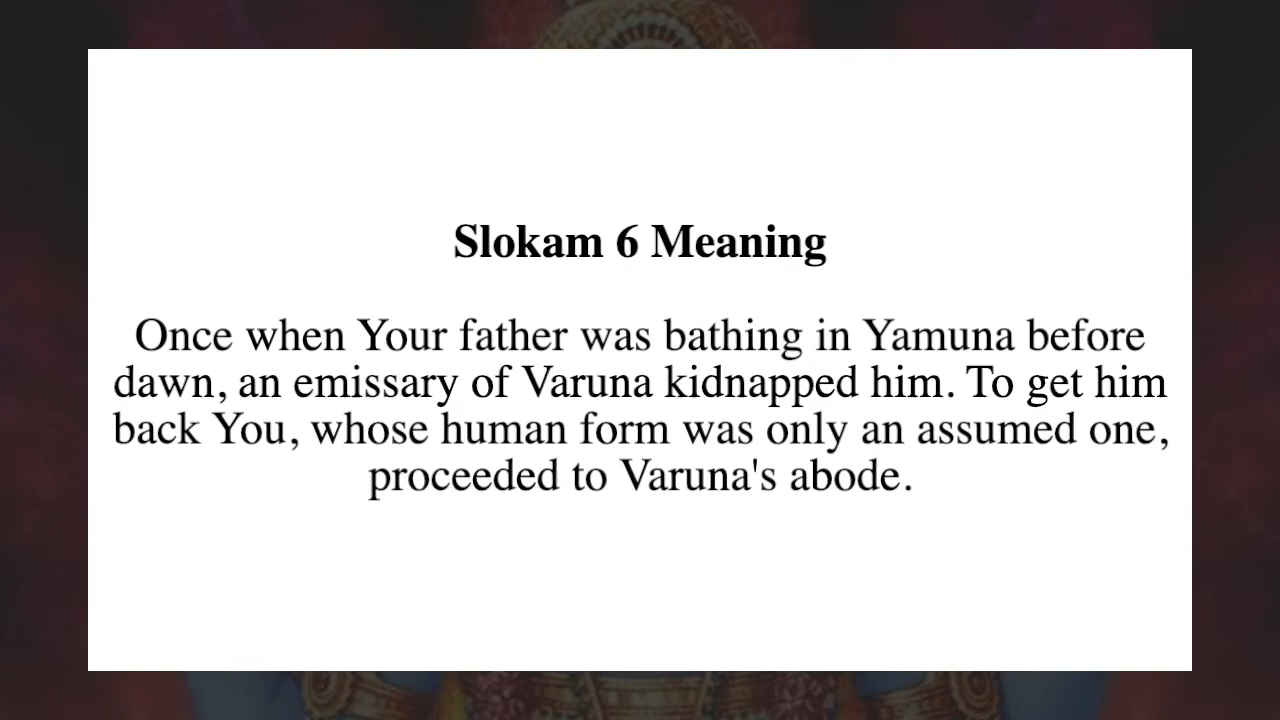 Slokam 6 Meaning
Once when Your father was bathing in Yamuna before
dawn, an emissary of Varuna kidnapped him. To get him
back You, whose human form was only an assumed one,
proceeded to Varuna's abode.